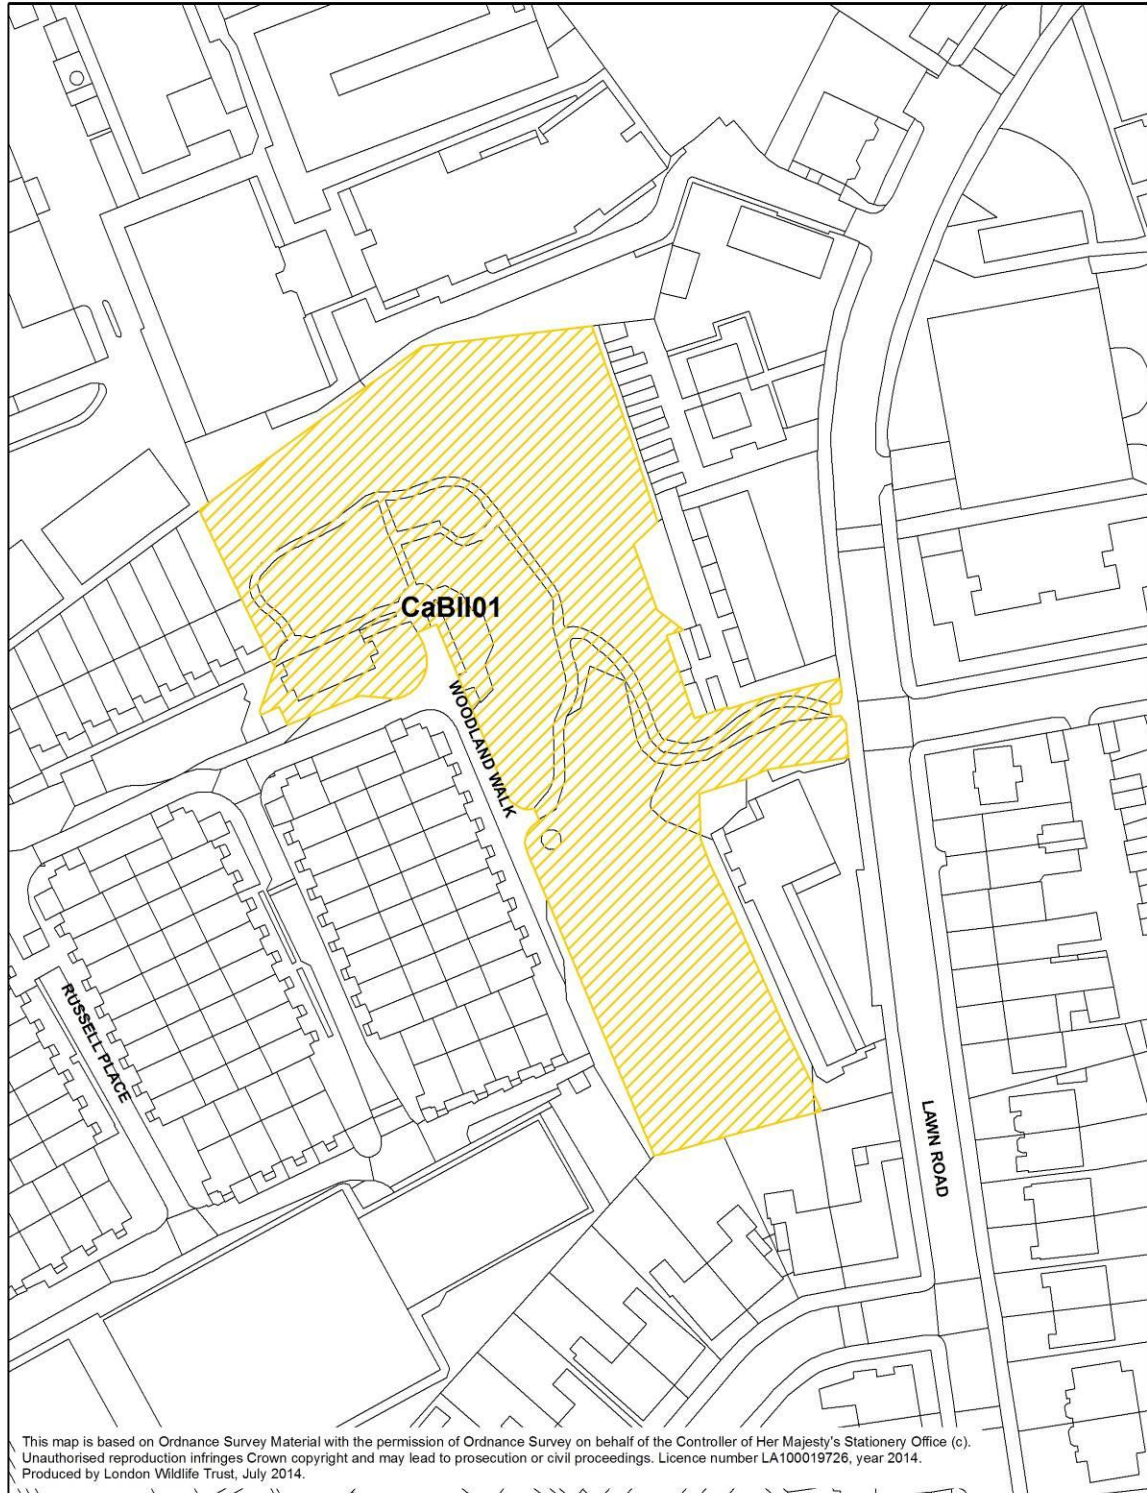 CaBII01
WOODLAND WALK
RUSSELL PLACE
LAWN ROAD
This map is based on Ordnance Survey Material with the permission of Ordnance Survey on behalf of the Controller of Her Majesty's Stationery Office (c).
Unauthorised reproduction infringes Crown copyright and may lead to prosecution or civil proceedings. Licence number LA100019726, year 2014.
Produced by London Wildlife Trust, July 2014.